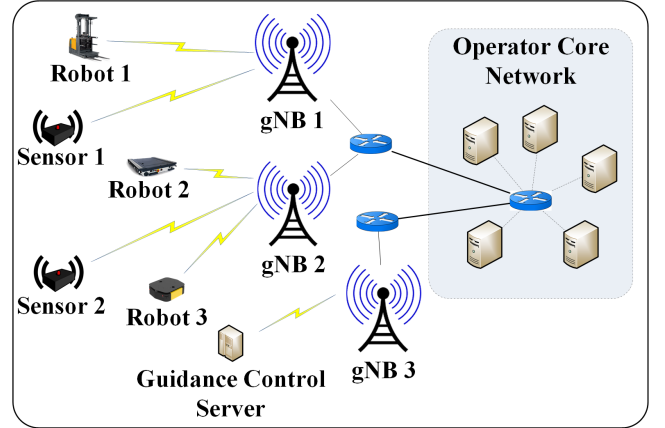 Operator Core
Network
Robot 1
gNB 1
Sensor 1
Robot 2
gNB 2
Sensor 2
Robot 3
gNB 3
Guidance Control
Server